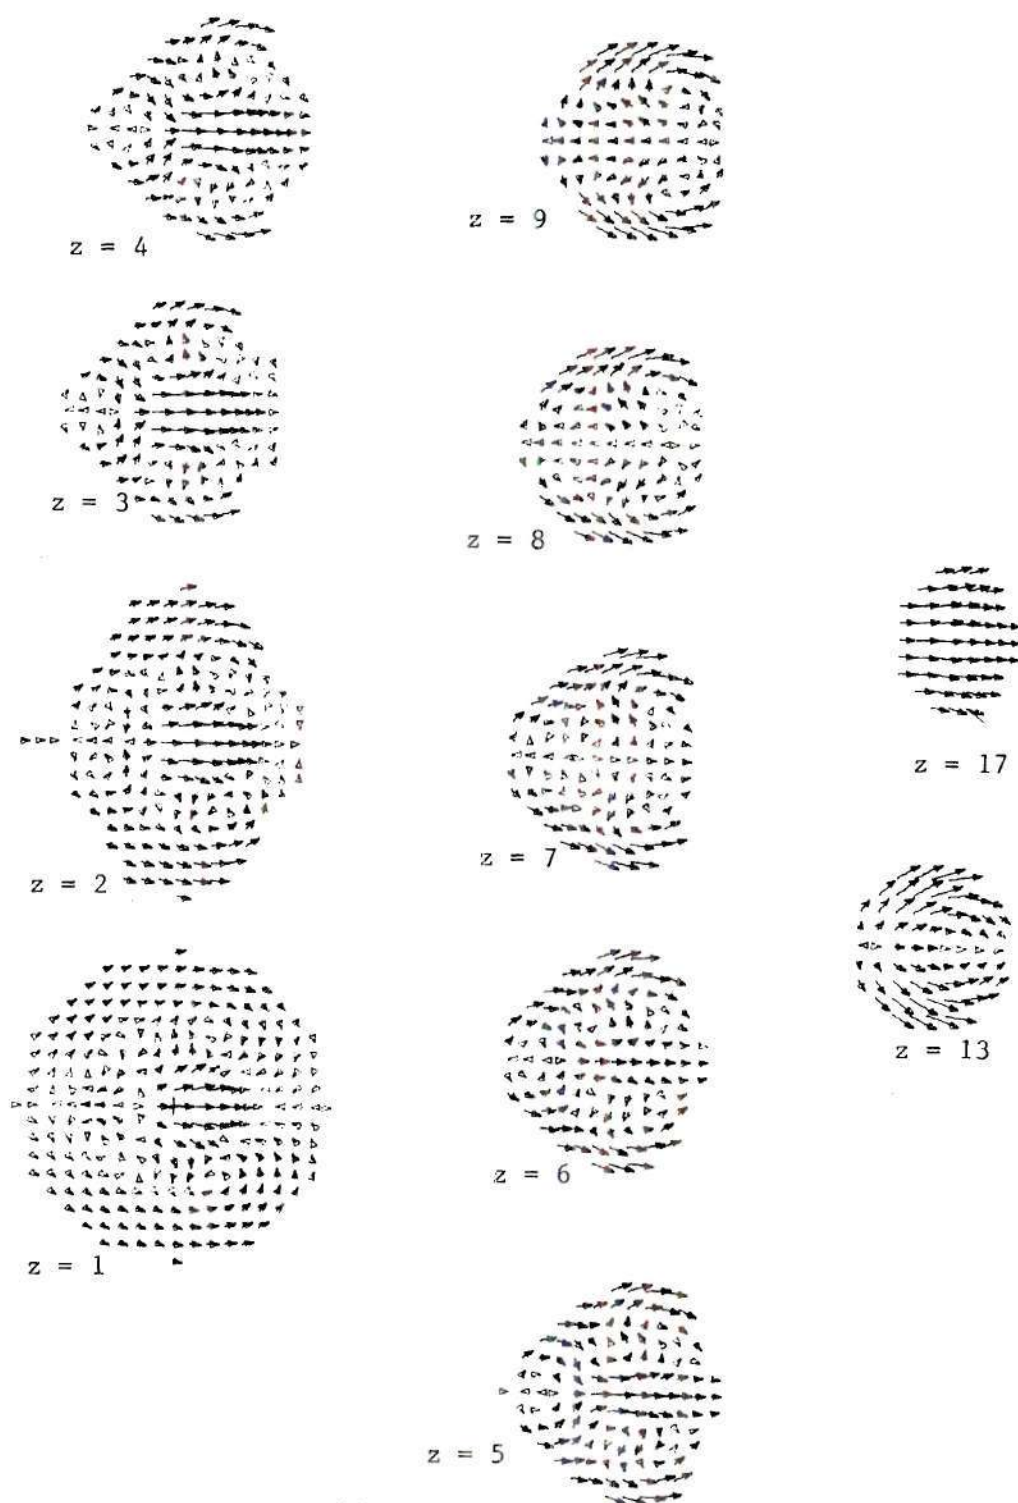 z = 4
z = 9
z = 3
z = 8
z = 17
z = 7
z = 2
z = 13
z = 6
z = 1
z = 5